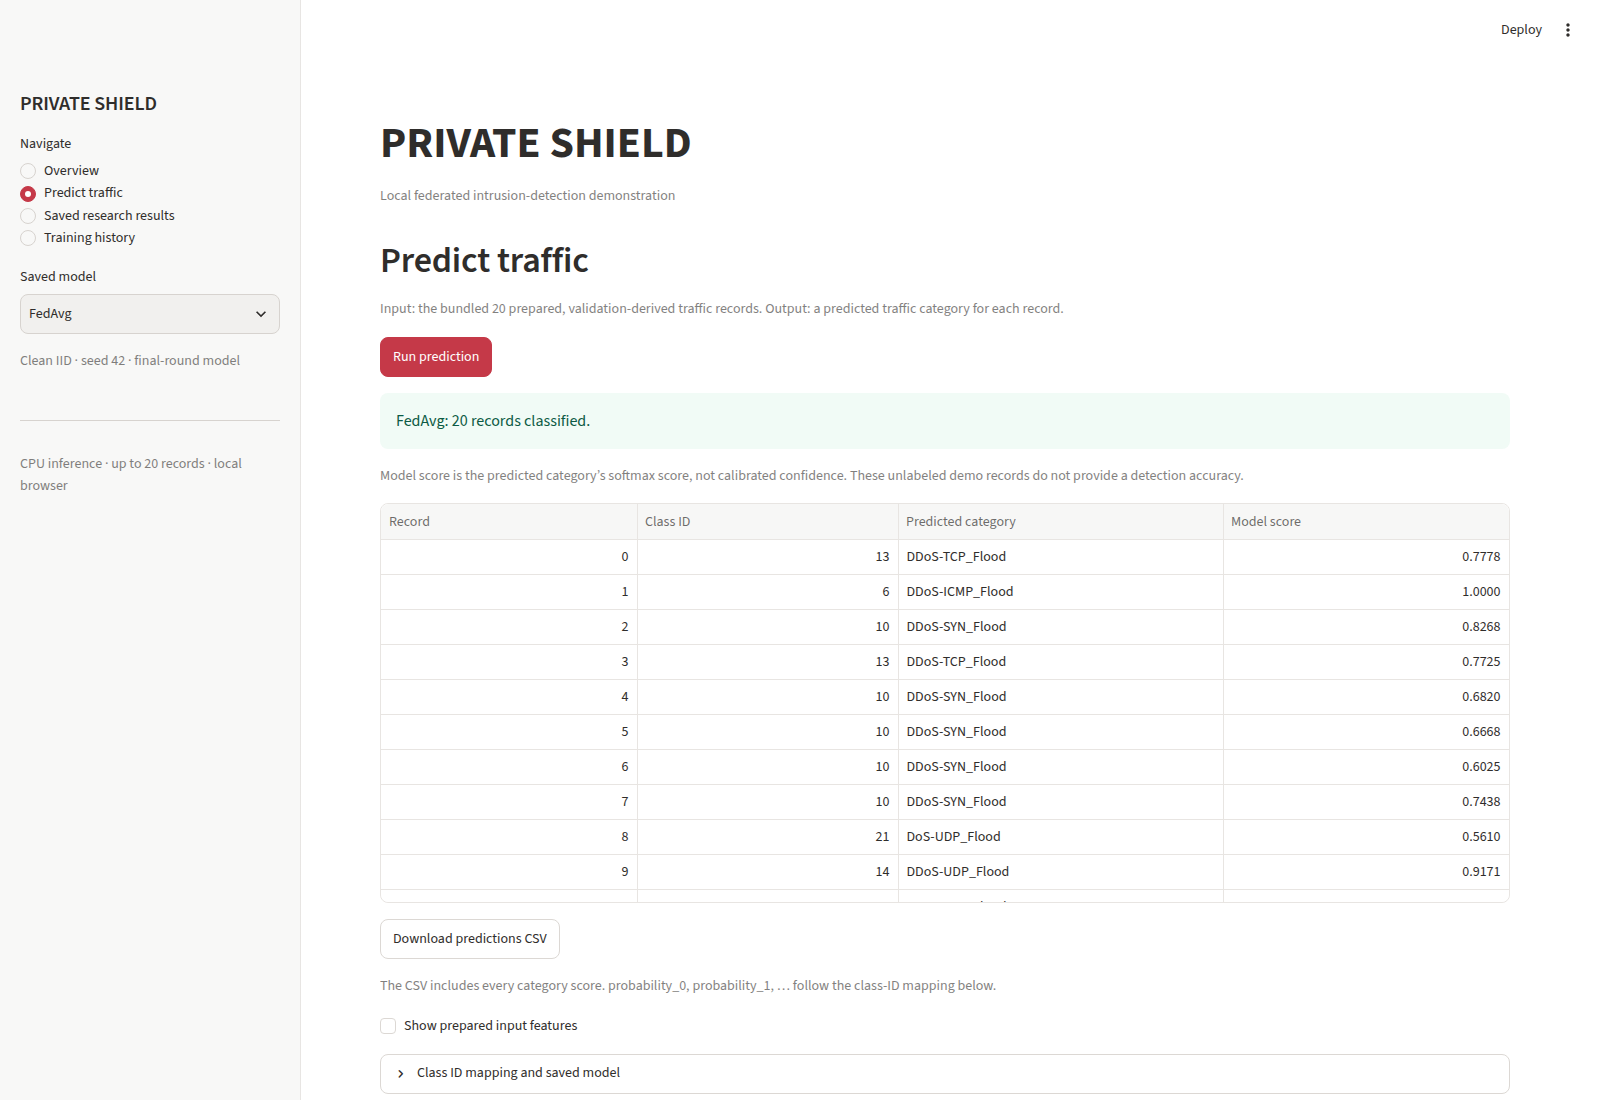 Deploy
PRIVATE SHIELD
Navigate
Overview
Predict traffic
Saved research results
Training history
Saved model
FedAvg
Clean IID · seed 42 · final-round model
CPU inference · up to 20 records · local
browser
PRIVATE SHIELD
Local federated intrusion-detection demonstration
Predict traffic
Input: the bundled 20 prepared, validation-derived traffic records. Output: a predicted traffic category for each record.
Run prediction
FedAvg: 20 records classified.
Model score is the predicted category's softmax score, not calibrated confidence. These unlabeled demo records do not provide a detection accuracy.
Record Class ID Predicted category Model score
0 13 DDoS-TCP_Flood 0.7778
1 6 DDoS-ICMP_Flood 1.0000
2 10 DDoS-SYN_Flood 0.8268
3 13 DDoS-TCP_Flood 0.7725
4 10 DDoS-SYN_Flood 0.6820
5 10 DDoS-SYN_Flood 0.6668
6 10 DDoS-SYN_Flood 0.6025
7 10 DDoS-SYN_Flood 0.7438
8 21 DoS-UDP_Flood 0.5610
9 14 DDoS-UDP_Flood 0.9171
Download predictions CSV
The CSV includes every category score. probability_0, probability_1, … follow the class-ID mapping below.
Show prepared input features
Class ID mapping and saved model